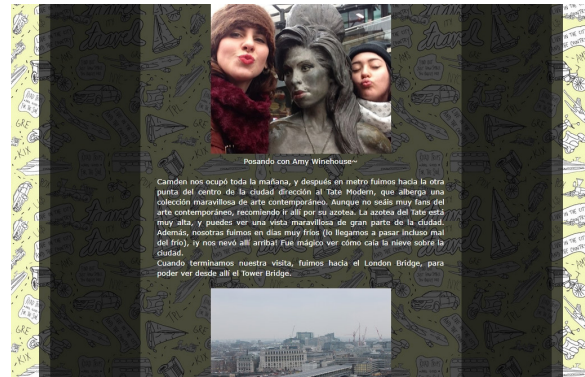 Posando con Amy Winehouse~
Camden nos ocupó toda la mañana, y después en metro fuimos hacia la otra
punta del centro de la ciudad dirección al Tate Modern, que alberga una
colección maravillosa de arte contemporáneo. Aunque no seáis muy fans del
arte contemporáneo, recomiendo ir allí por su azotea. La azotea del Tate está
muy alta, y puedes ver una vista maravillosa de gran parte de la ciudad.
Además, nosotras fuimos en días muy fríos (lo llegamos a pasar incluso mal
del frío), ¡y nos nevó allí arriba! Fue mágico ver cómo caía la nieve sobre la
ciudad.
Cuando terminamos nuestra visita, fuimos hacia el London Bridge, para
poder ver desde allí el Tower Bridge.